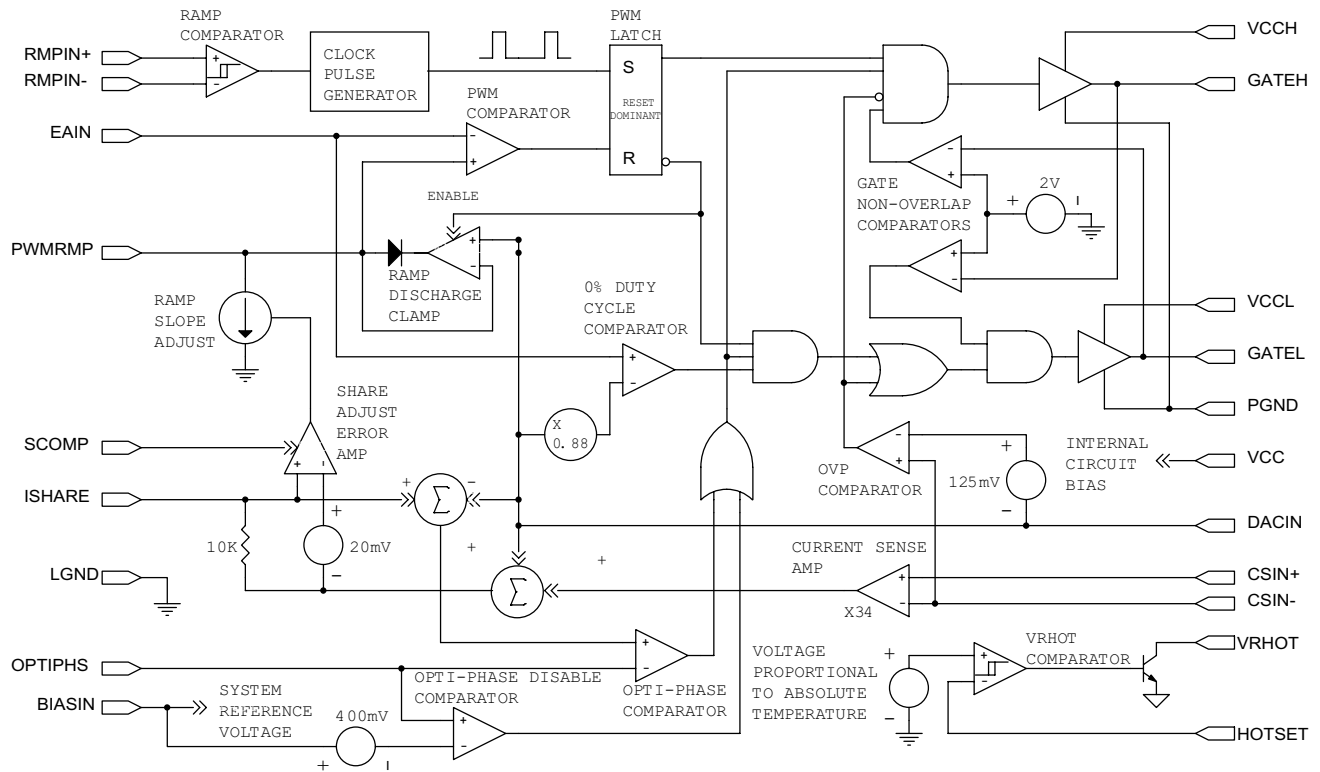 RAMP
COMPARATOR
PWM
LATCH
RMPIN+
RMPIN-
CLOCK
PULSE
GENERATOR
S
RESET
DOMINANT
R
PWM
COMPARATOR
EAIN
VCCH
GATEH
GATE
NON-OVERLAP
COMPARATORS
2V
ENABLE
PWMRMP
RAMP
DISCHARGE
CLAMP
RAMP
SLOPE
ADJUST
0% DUTY
CYCLE
COMPARATOR
VCCL
GATEL
PGND
SHARE
ADJUST
ERROR
AMP
X
0.88
SCOMP
ISHARE
Σ
OVP
COMPARATOR
125mV
INTERNAL
CIRCUIT
BIAS
VCC
DACIN
10K
20mV
LGND
Σ
CURRENT SENSE
AMP
X34
CSIN+
CSIN-
OPTIPHS
BIASIN
SYSTEM
REFERENCE
VOLTAGE
400mV
OPTI-PHASE DISABLE
COMPARATOR
OPTI-PHASE
COMPARATOR
VOLTAGE
PROPORTIONAL
TO ABSOLUTE
TEMPERATURE
VRHOT
COMPARATOR
VRHOT
HOTSET